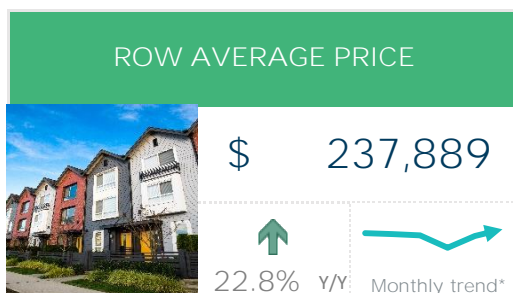 ROW AVERAGE PRICE
$ 237,889
22.8% Y/Y
Monthly trend*